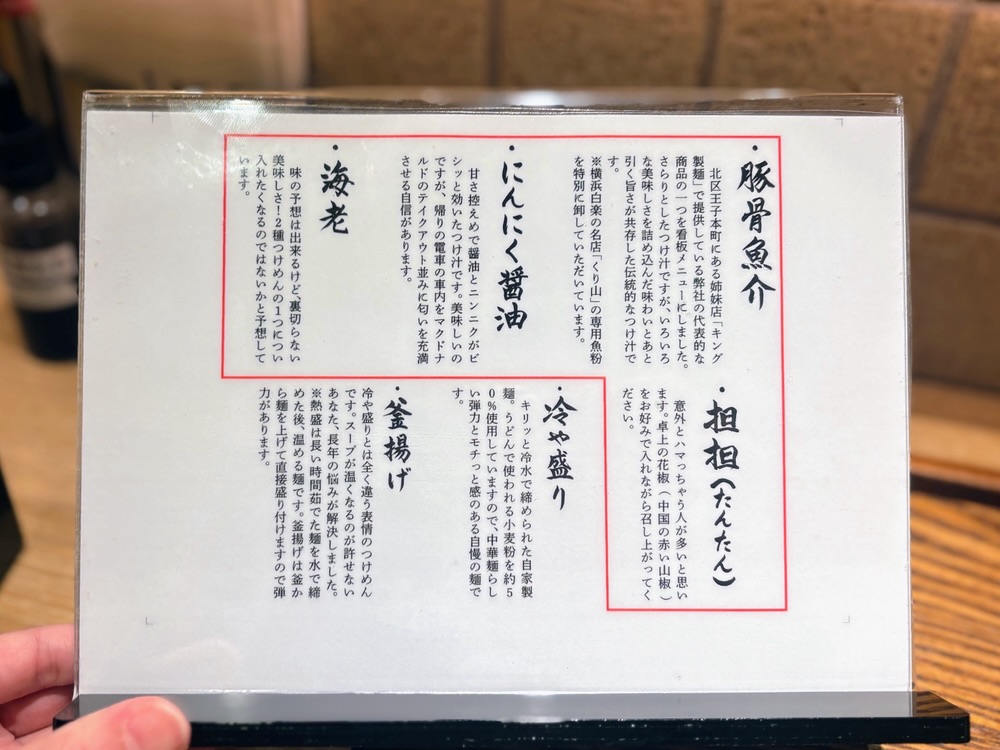 ・豚骨魚介
北区王子本町にある姉妹店「キング
製麺」で提供している弊社の代表的な
商品の一つを看板メニューにしました。
さらりとしたつけ汁ですが、いろいろ
な美味しさを詰め込んだ味わいとあと
引く旨さが共存した伝統的なつけ汁で
す。
※横浜白楽の名店「くり山」の専用魚粉
を特別に卸していただいています。
・にんにく醤油
甘さ控えめで醤油とニンニクがビ
シッと効いたつけ汁です。美味しいの
ですが、帰りの電車の車内をマクドナ
ルドのテイクアウト並みに匂いを充満
させる自信があります。
・海老
味の予想は出来るけど、裏切らない
美味しさ！2種つけめんの1つについ
入れたくなるのではないかと予想して
います。
・担担（たんたん）
意外とハマっちゃう人が多いと思い
ます。卓上の花椒（中国の赤い山椒）
をお好みで入れながら召し上がってく
ださい。
・冷や盛り
キリッと冷水で締められた自家製
麺。うどんで使われる小麦粉を約5
0％使用していますので、中華麺らし
い弾力とモチっと感のある自慢の麺で
す。
・釜揚げ
冷や盛りとは全く違う表情のつけめん
です。スープが温くなるのが許せない
あなた、長年の悩みが解決しました。
※熱盛は長い時間茹でた麺を水で締
めた後、温める麺です。釜揚げは釜か
ら麺を上げて直接盛り付けますので弾
力があります。